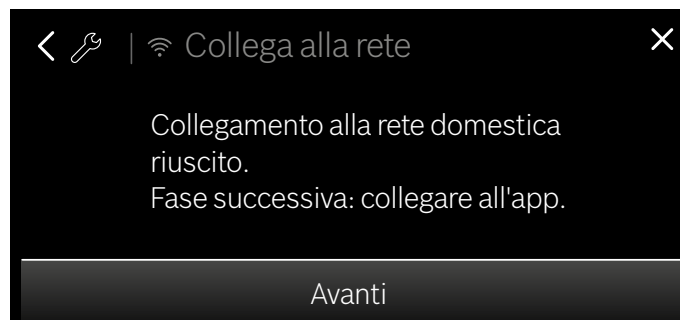 Collega alla rete
Collegamento alla rete domestica
riuscito.
Fase successiva: collegare all'app.
Avanti